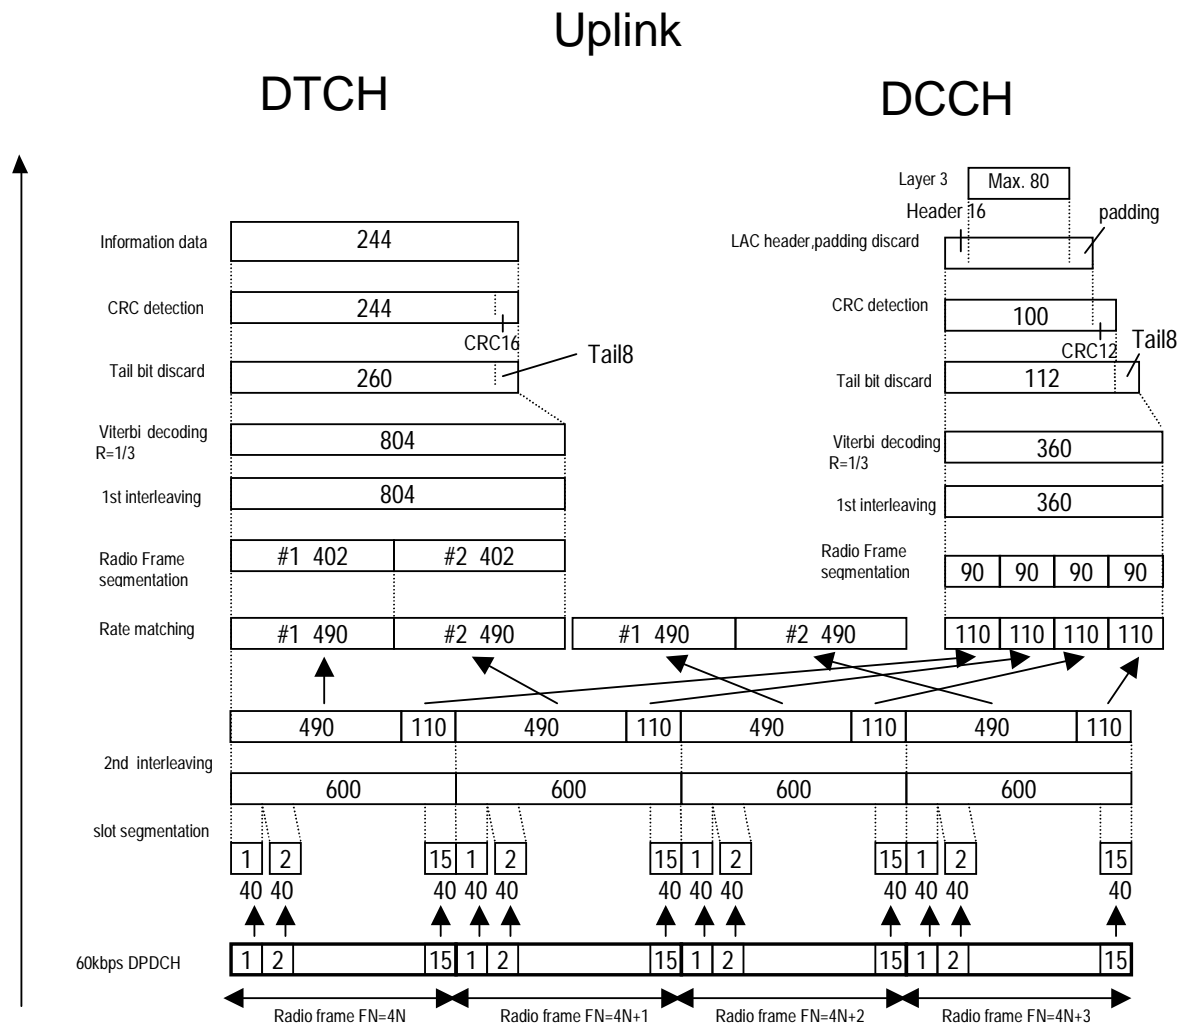 Uplink
DTCH
DCCH
Layer 3
Max. 80
Header 16
padding
Information data
244
LAC header,padding discard
CRC detection
244
CRC16
CRC detection
100
CRC12
Tail bit discard
260
Tail8
Tail bit discard
112
Tail8
Viterbi decoding
R=1/3
804
Viterbi decoding
R=1/3
360
1st interleaving
804
1st interleaving
360
Radio Frame
segmentation
#1 402
#2 402
Radio Frame
segmentation
90 90 90 90
Rate matching
#1 490
#2 490
#1 490
#2 490
110 110 110 110
490 110 490 110 490 110 490 110
2nd interleaving
600 600 600 600
slot segmentation
1 2 15 1 2 15 1 2 15 1 2 15
40 40 40 40 40 40 40 40 40 40 40 40
60kbps DPDCH
1 2 15 1 2 15 1 2 15 1 2 15
Radio frame FN=4N
Radio frame FN=4N+1
Radio frame FN=4N+2
Radio frame FN=4N+3